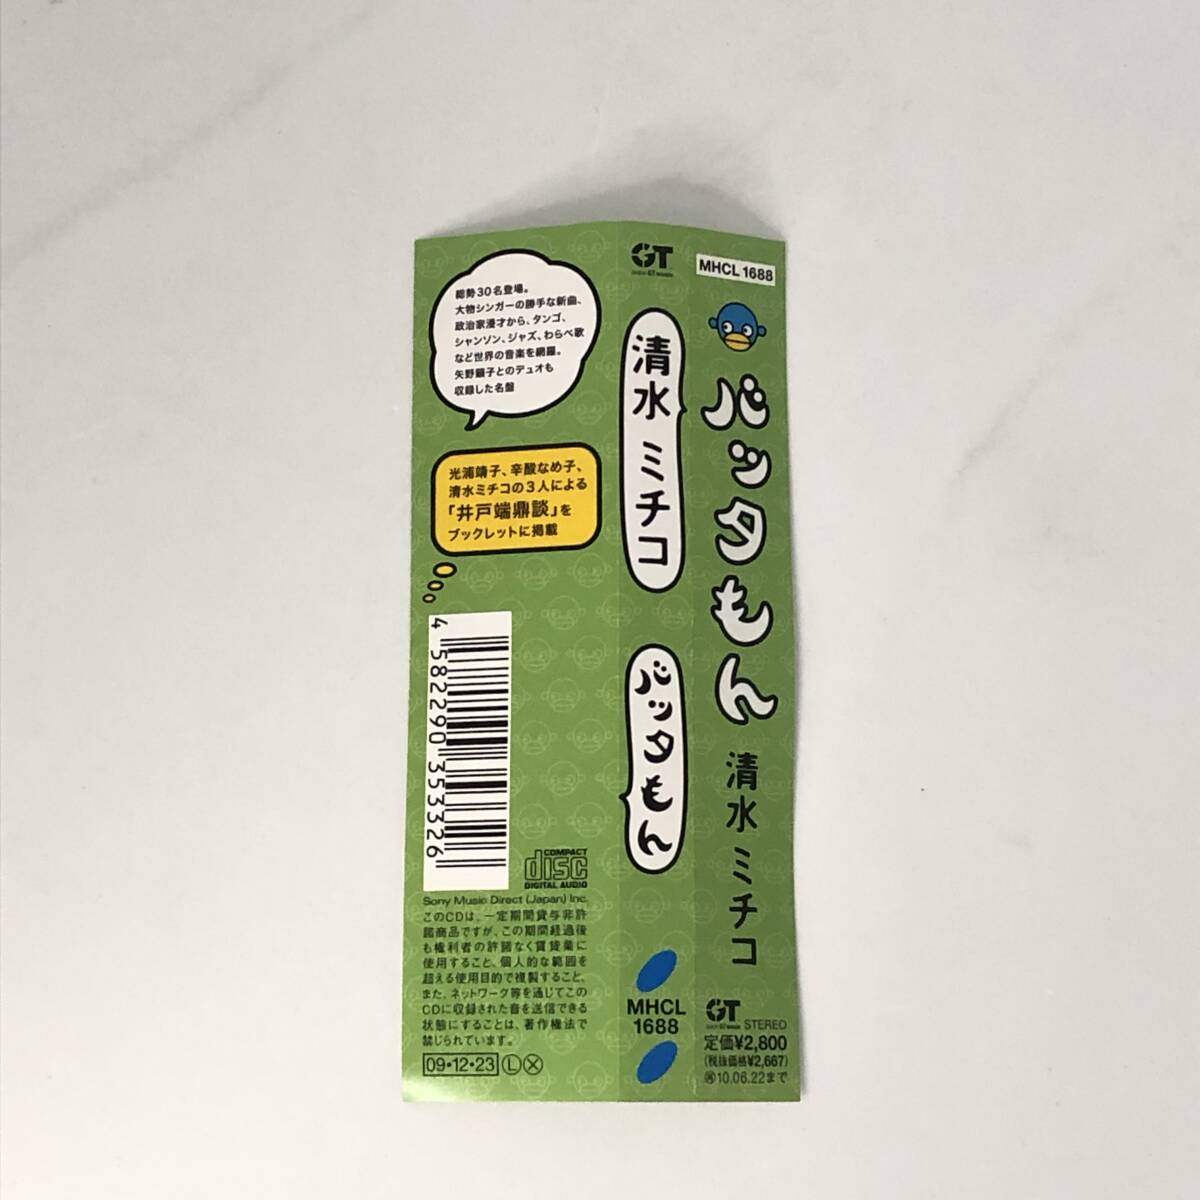 総勢30名登場。
大物シンガーの勝手な新曲、
政治家漫才から、タンゴ、
シャンソン、ジャズ、わらべ歌
など世界の音楽を網羅。
矢野顕子とのデュオも
収録した名盤
光浦靖子、辛酸なめ子、
清水ミチコの3人による
「井戸端鼎談」を
ブックレットに掲載
4 582290 353326
COMPACT
disc
DIGITAL AUDIO
Sony Music Direct (Japan) Inc.
このCDは、一定期間貸与非許
諾商品ですが、この期間経過後
も権利者の許諾なく賃貸業に
使用すること、個人的な範囲を
超える使用目的で複製すること、
また、ネットワーク等を通じてこの
CDに収録された音を送信できる
状態にすることは、著作権法で
禁じられています。
09・12・23 Ⓛ Ⓧ
GT
清水 ミチコ
バッタもん
MHCL
1688
MHCL 1688
バッタもん
清水 ミチコ
GT
STEREO
定価¥2,800
(税抜価格¥2,667)
10.06.22まで